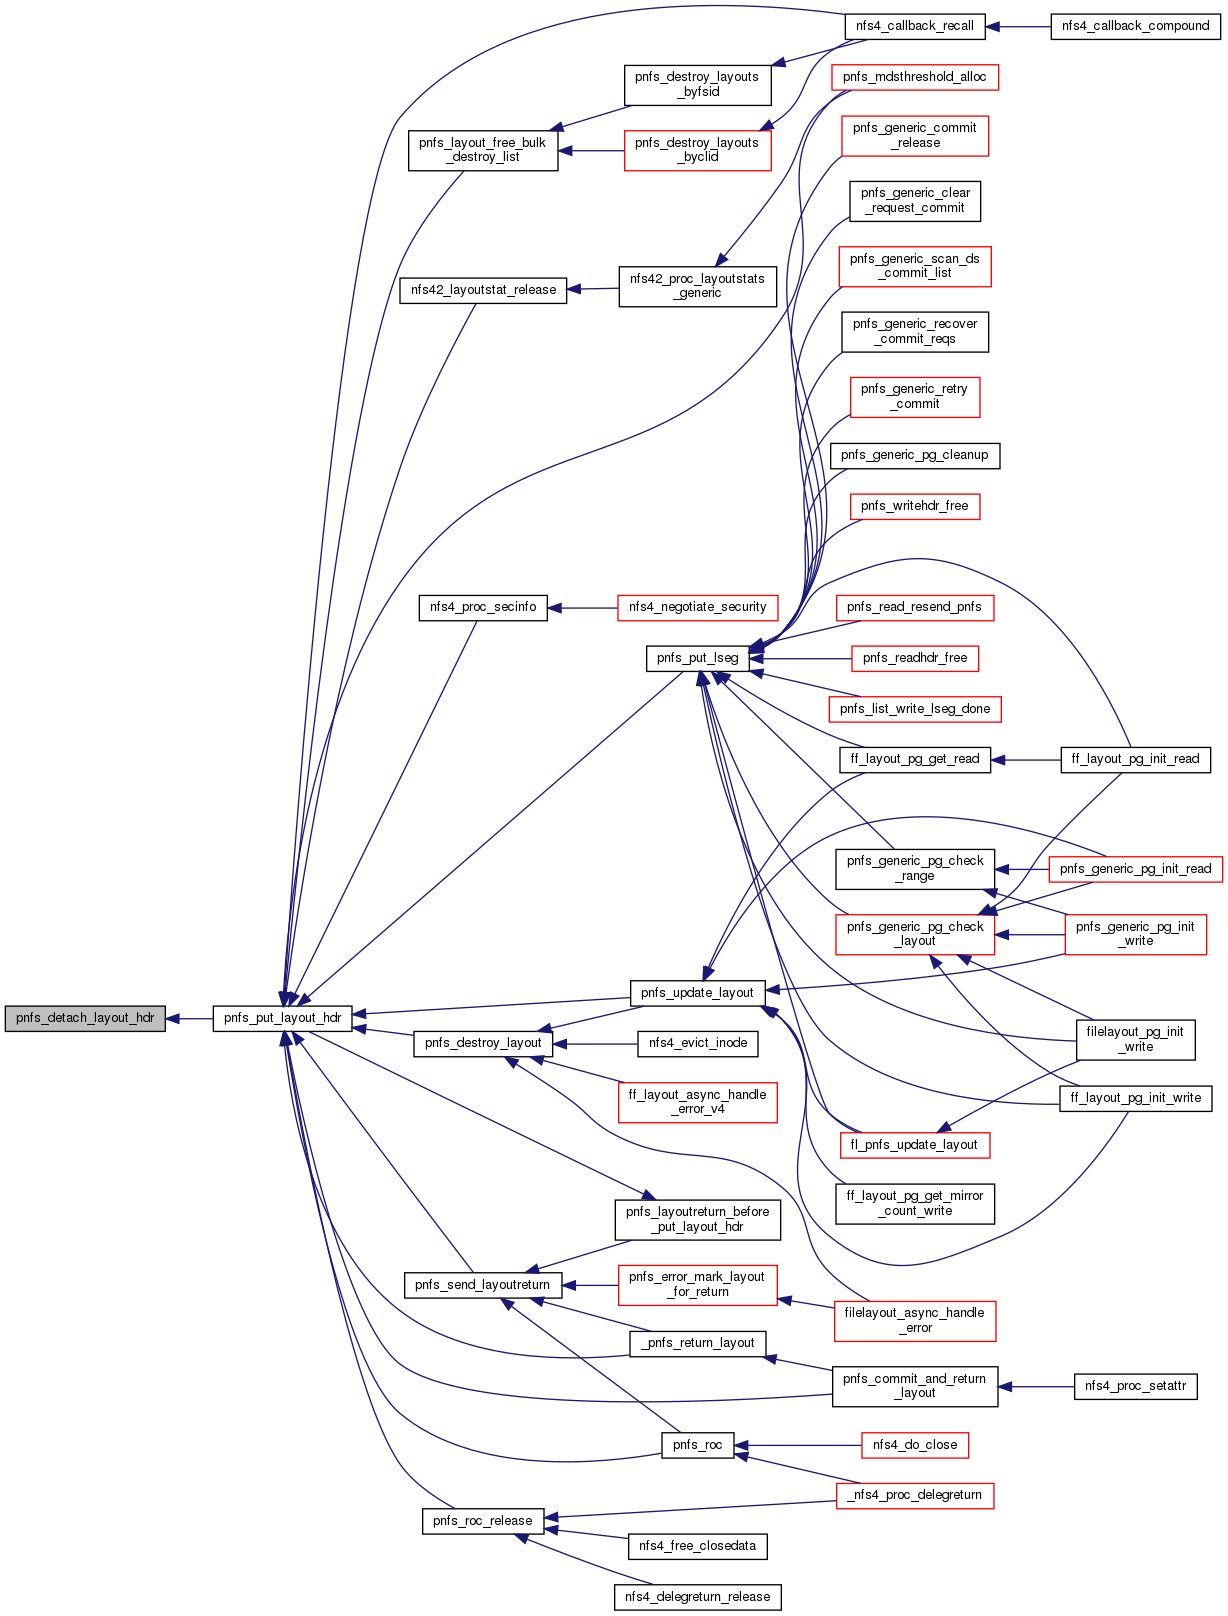 nfs4_callback_recall
nfs4_callback_compound
pnfs_destroy_layouts
_byfsid
pnfs_mdsthreshold_alloc
pnfs_generic_commit
_release
pnfs_layout_free_bulk
_destroy_list
pnfs_destroy_layouts
_byclid
pnfs_generic_clear
_request_commit
pnfs_generic_scan_ds
_commit_list
nfs42_layoutstat_release
nfs42_proc_layoutstats
_generic
pnfs_generic_recover
_commit_reqs
pnfs_generic_retry
_commit
pnfs_generic_pg_cleanup
pnfs_writehdr_free
nfs4_proc_secinfo
nfs4_negotiate_security
pnfs_read_resend_pnfs
pnfs_put_lseg
pnfs_readhdr_free
pnfs_list_write_lseg_done
ff_layout_pg_get_read
ff_layout_pg_init_read
pnfs_generic_pg_check
_range
pnfs_generic_pg_init_read
pnfs_generic_pg_check
_layout
pnfs_generic_pg_init
_write
pnfs_update_layout
pnfs_detach_layout_hdr
pnfs_put_layout_hdr
pnfs_destroy_layout
nfs4_evict_inode
filelayout_pg_init
_write
ff_layout_async_handle
_error_v4
ff_layout_pg_init_write
fl_pnfs_update_layout
ff_layout_pg_get_mirror
_count_write
pnfs_layoutreturn_before
_put_layout_hdr
pnfs_send_layoutreturn
pnfs_error_mark_layout
_for_return
filelayout_async_handle
_error
_pnfs_return_layout
pnfs_commit_and_return
_layout
nfs4_proc_setattr
pnfs_roc
nfs4_do_close
_nfs4_proc_delegreturn
pnfs_roc_release
nfs4_free_closedata
nfs4_delegreturn_release